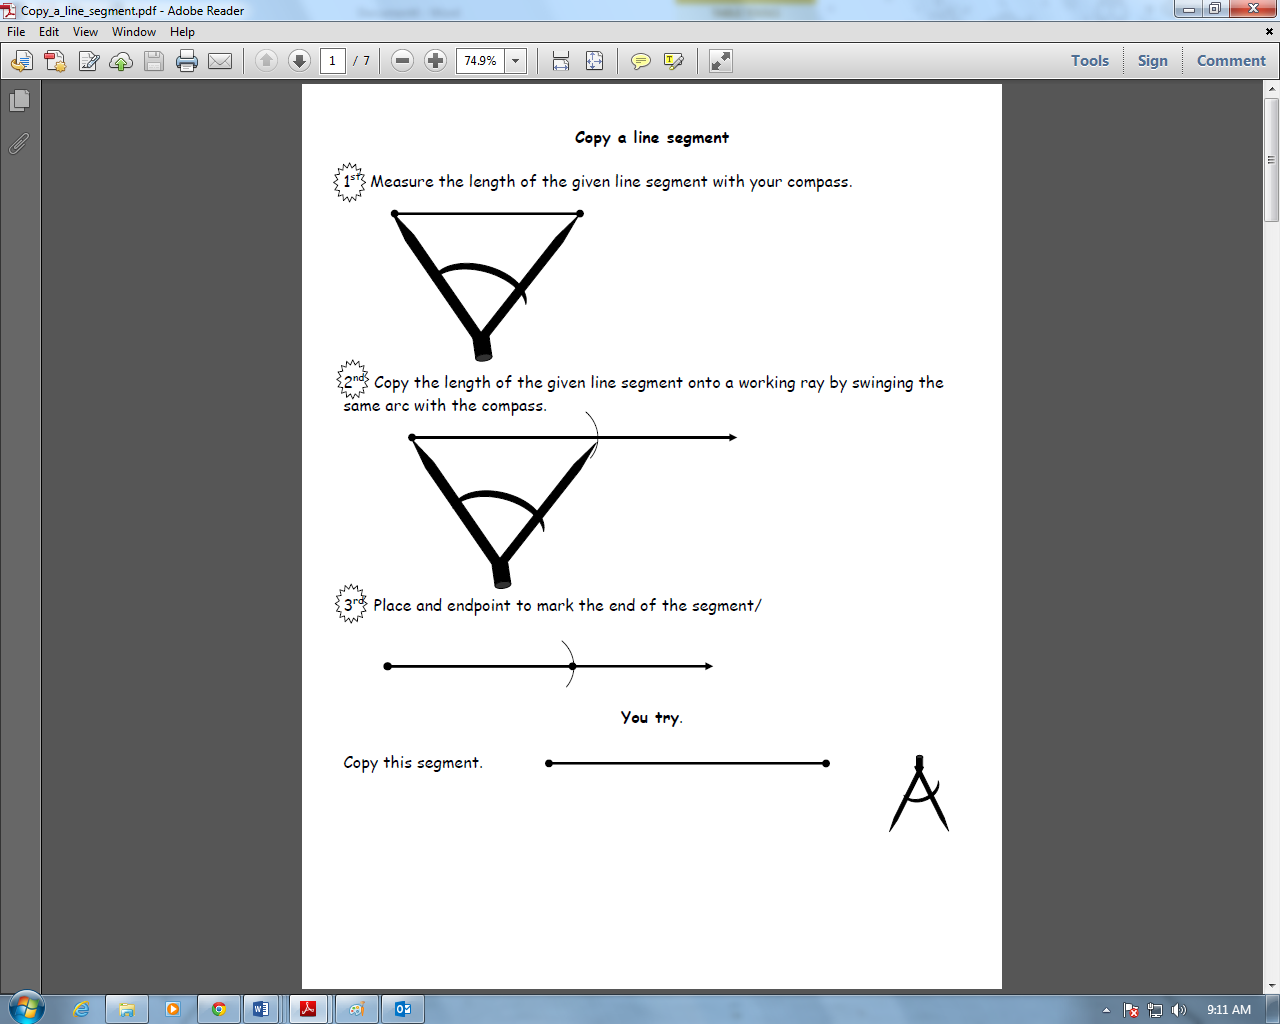 Copy_a_line_segment.pdf - Adobe Reader
File Edit View Window Help
1 / 7 74.9% Tools Sign Comment
Copy a line segment
1st Measure the length of the given line segment with your compass.
2nd Copy the length of the given line segment onto a working ray by swinging the
same arc with the compass.
3rd Place and endpoint to mark the end of the segment/
You try.
Copy this segment.
9:11 AM